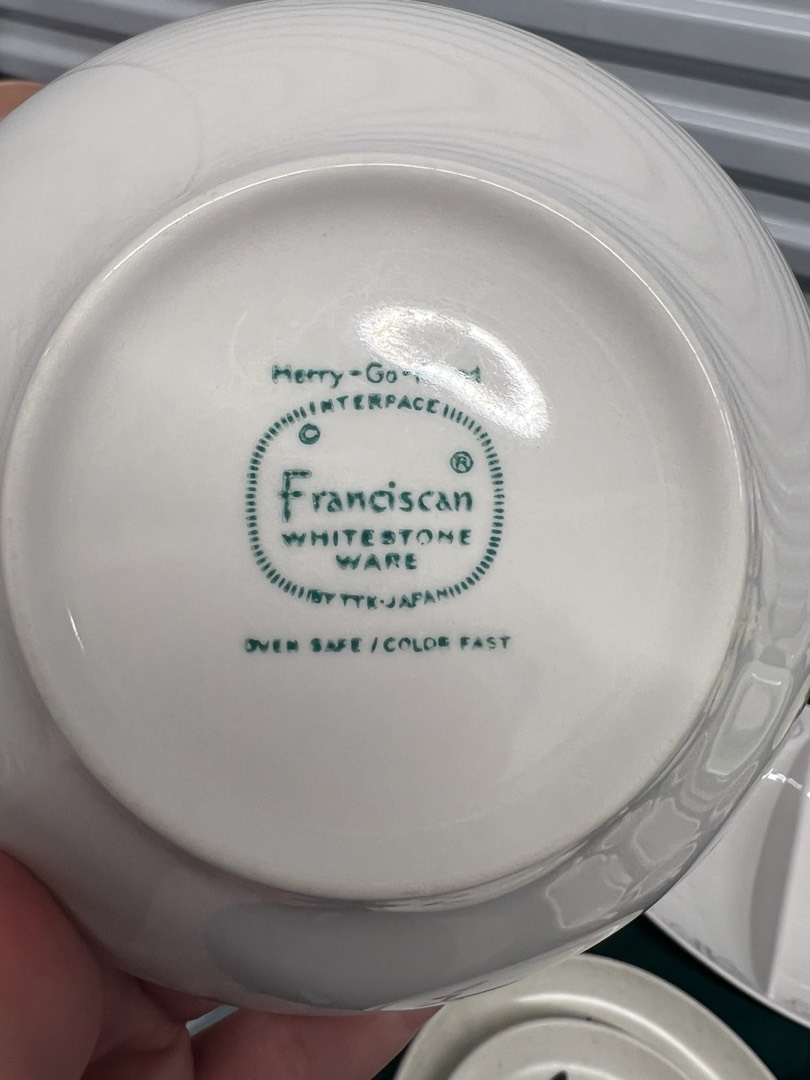 Merry-Go-
INTERPACE
®
Franciscan
WHITESTONE
WARE
BY TTK·JAPAN
OVEN SAFE / COLOR FAST